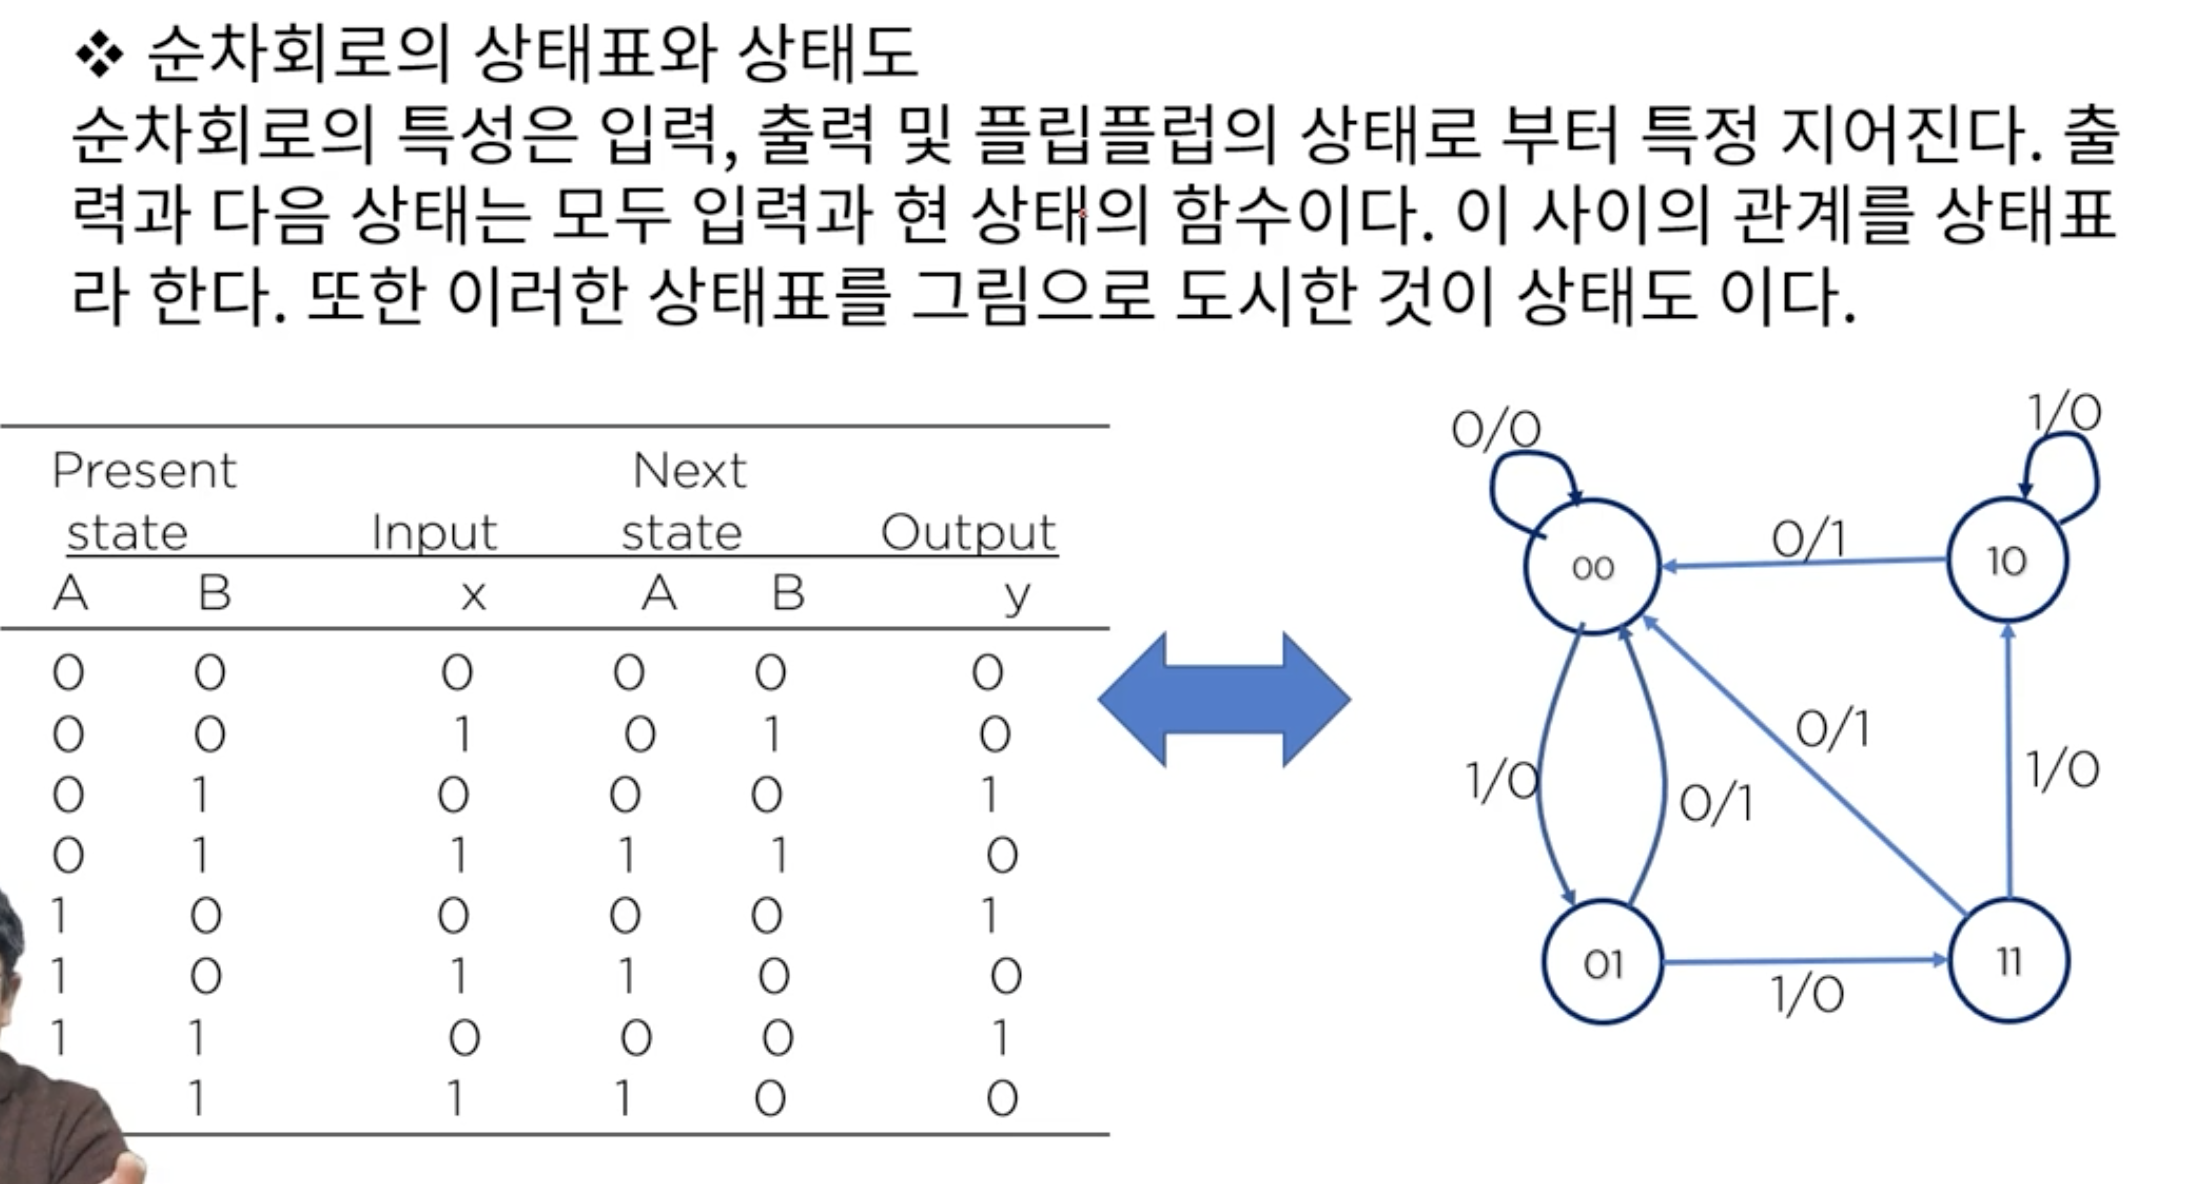 ❖ 순차회로의 상태표와 상태도
순차회로의 특성은 입력, 출력 및 플립플럽의 상태로 부터 특정 지어진다. 출
력과 다음 상태는 모두 입력과 현 상태의 함수이다. 이 사이의 관계를 상태표
라 한다. 또한 이러한 상태표를 그림으로 도시한 것이 상태도 이다.
Present Next
state Input state Output
A B x A B y
0 0 0 0 0 0
0 0 1 0 1 0
0 1 0 0 0 1
0 1 1 1 1 0
1 0 0 0 0 1
1 0 1 1 0 0
1 1 0 0 0 1
1 1 1 0 0
0/0
1/0
00
0/1
10
1/0
0/1
0/1
1/0
01
1/0
11